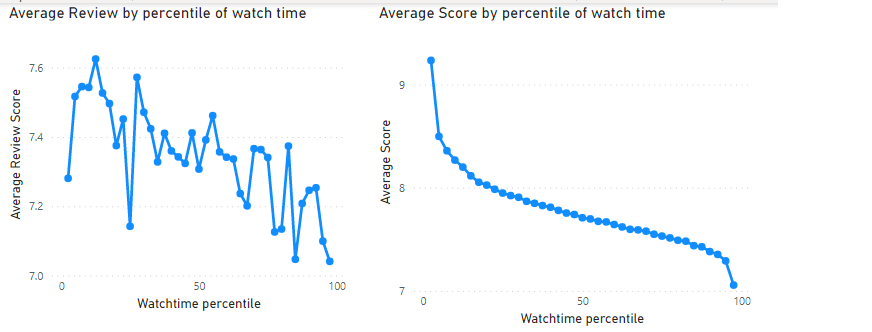 Average Review by percentile of watch time
7.6
7.4
7.2
7.0
Average Review Score
0 50 100
Watchtime percentile
Average Score by percentile of watch time
9
8
7
Average Score
0 50 100
Watchtime percentile